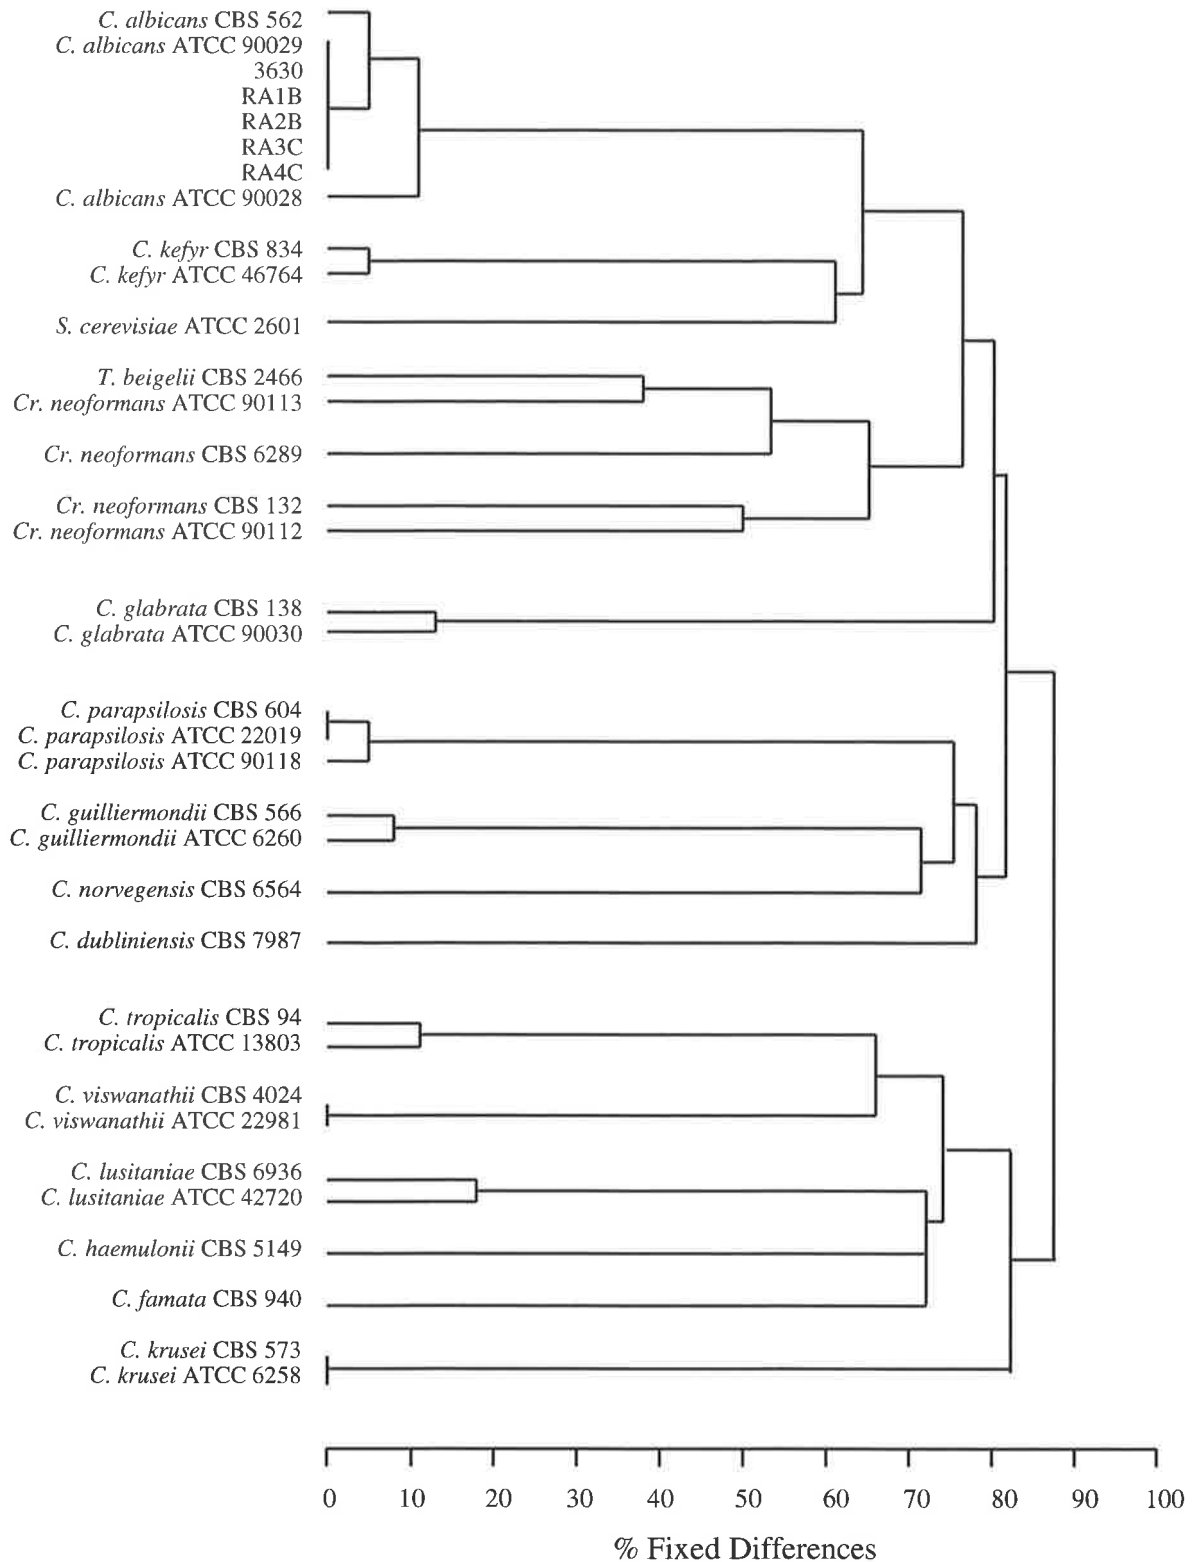 C. albicans CBS 562
C. albicans ATCC 90029
3630
RA1B
RA2B
RA3C
RA4C
C. albicans ATCC 90028
C. kefyr CBS 834
C. kefyr ATCC 46764
S. cerevisiae ATCC 2601
T. beigelii CBS 2466
Cr. neoformans ATCC 90113
Cr. neoformans CBS 6289
Cr. neoformans CBS 132
Cr. neoformans ATCC 90112
C. glabrata CBS 138
C. glabrata ATCC 90030
C. parapsilosis CBS 604
C. parapsilosis ATCC 22019
C. parapsilosis ATCC 90118
C. guilliermondii CBS 566
C. guilliermondii ATCC 6260
C. norvegensis CBS 6564
C. dubliniensis CBS 7987
C. tropicalis CBS 94
C. tropicalis ATCC 13803
C. viswanathii CBS 4024
C. viswanathii ATCC 22981
C. lusitaniae CBS 6936
C. lusitaniae ATCC 42720
C. haemulonii CBS 5149
C. famata CBS 940
C. krusei CBS 573
C. krusei ATCC 6258
0 10 20 30 40 50 60 70 80 90 100
% Fixed Differences